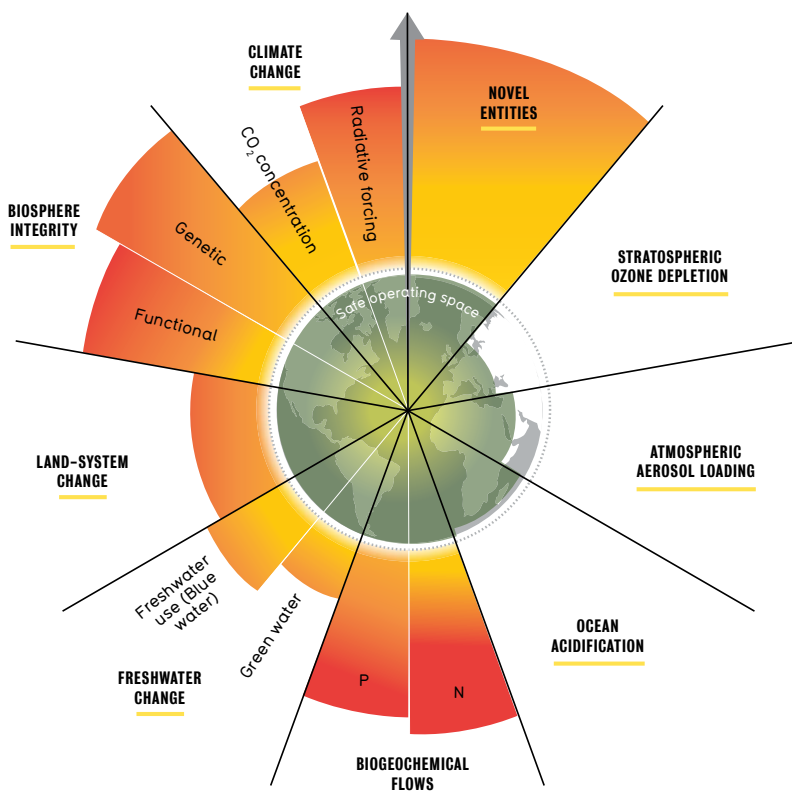 CLIMATE
CHANGE
NOVEL
ENTITIES
CO₂ concentration
Radiative forcing
BIOSPHERE
INTEGRITY
Genetic
Functional
STRATOSPHERIC
OZONE DEPLETION
Safe operating space
LAND-SYSTEM
CHANGE
ATMOSPHERIC
AEROSOL LOADING
Freshwater
use (Blue
water)
Green water
FRESHWATER
CHANGE
P
N
OCEAN
ACIDIFICATION
BIOGEOCHEMICAL
FLOWS